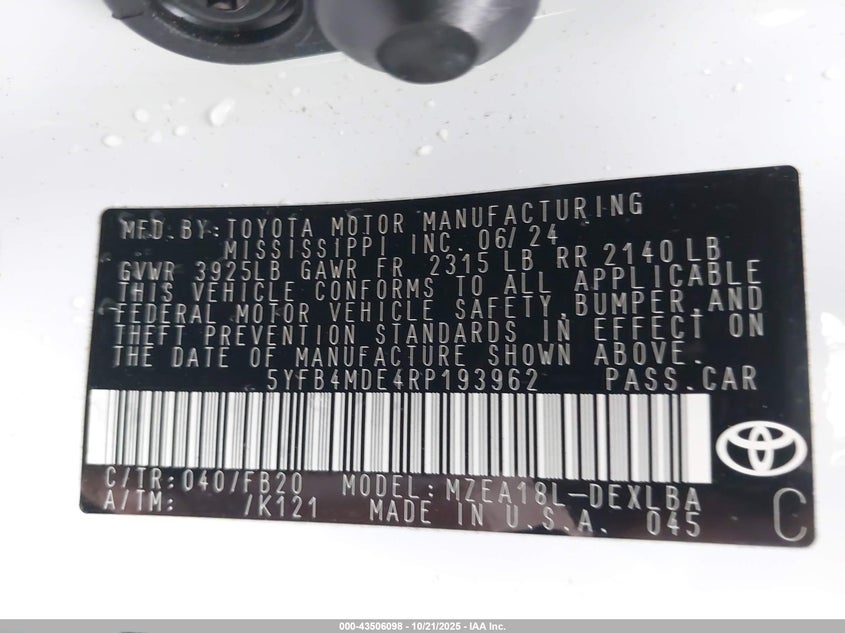 MFD. BY: TOYOTA MOTOR MANUFACTURING
MISSISSIPPI INC. 06/24
GVWR 3925LB GAWR FR 2315 LB RR 2140 LB
THIS VEHICLE CONFORMS TO ALL APPLICABLE
FEDERAL MOTOR VEHICLE SAFETY, BUMPER, AND
THEFT PREVENTION STANDARDS IN EFFECT ON
THE DATE OF MANUFACTURE SHOWN ABOVE.
5YFB4MDE4RP193962 PASS. CAR
C/TR: 040/FB20 MODEL: MZEA18L-DEXLBA
A/TM: /K121 MADE IN U.S.A. 045
C
000-43506098 - 10/21/2025 - IAA Inc.